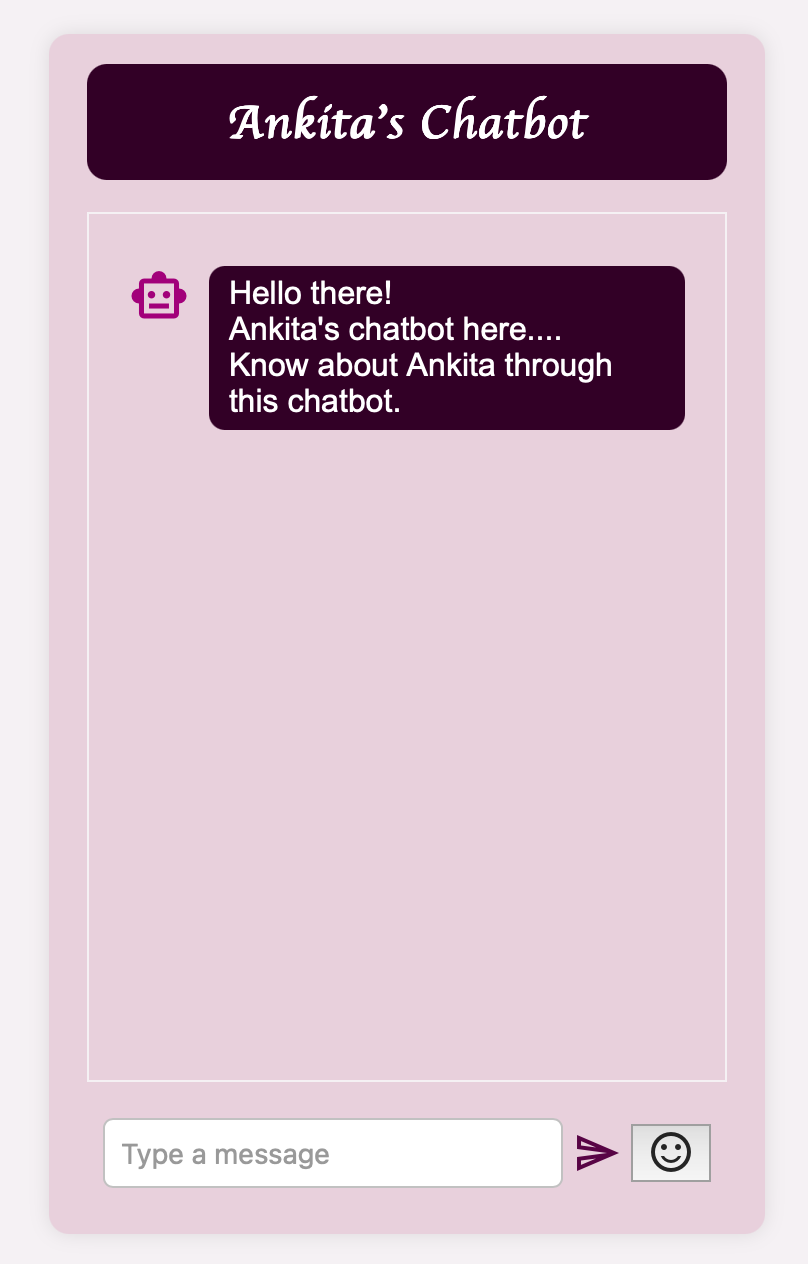 Ankita's Chatbot
Hello there!
Ankita's chatbot here....
Know about Ankita through
this chatbot.
Type a message